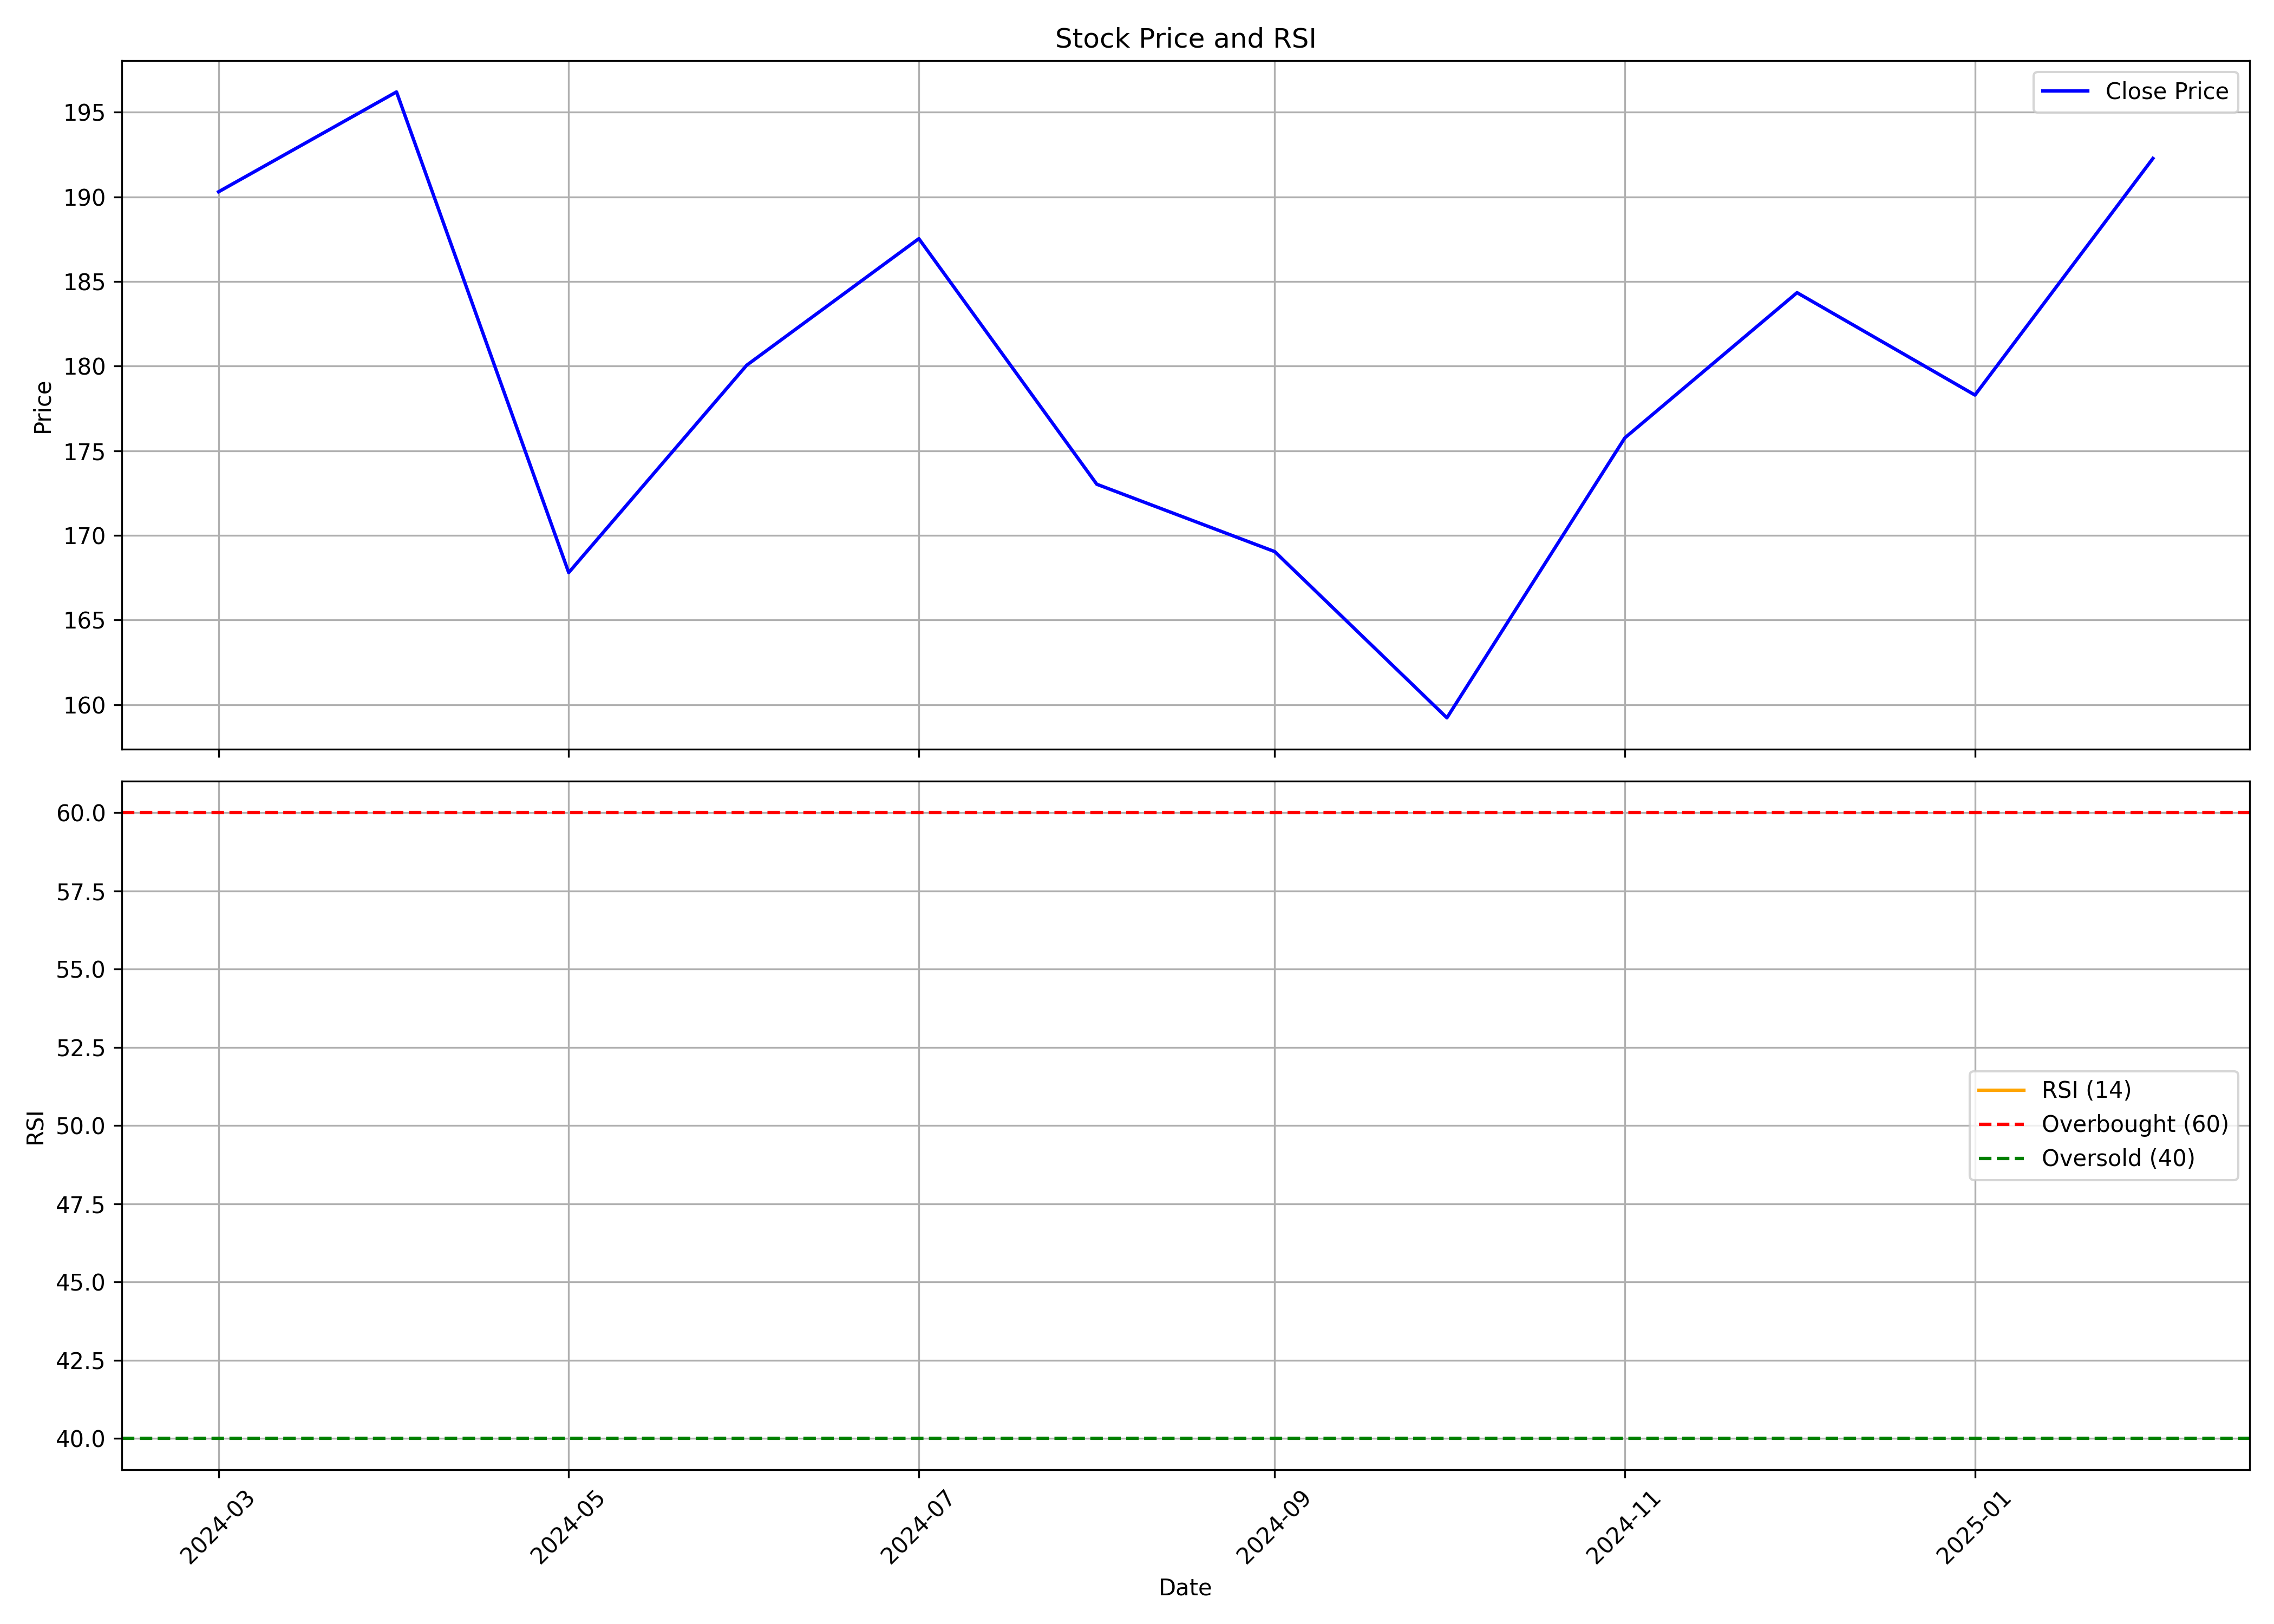 Stock Price and RSI
Close Price
195
190
185
180
175
170
165
160
Price
60.0
57.5
55.0
52.5
50.0
47.5
45.0
42.5
40.0
RSI
RSI (14)
Overbought (60)
Oversold (40)
2024-03
2024-05
2024-07
2024-09
2024-11
2025-01
Date